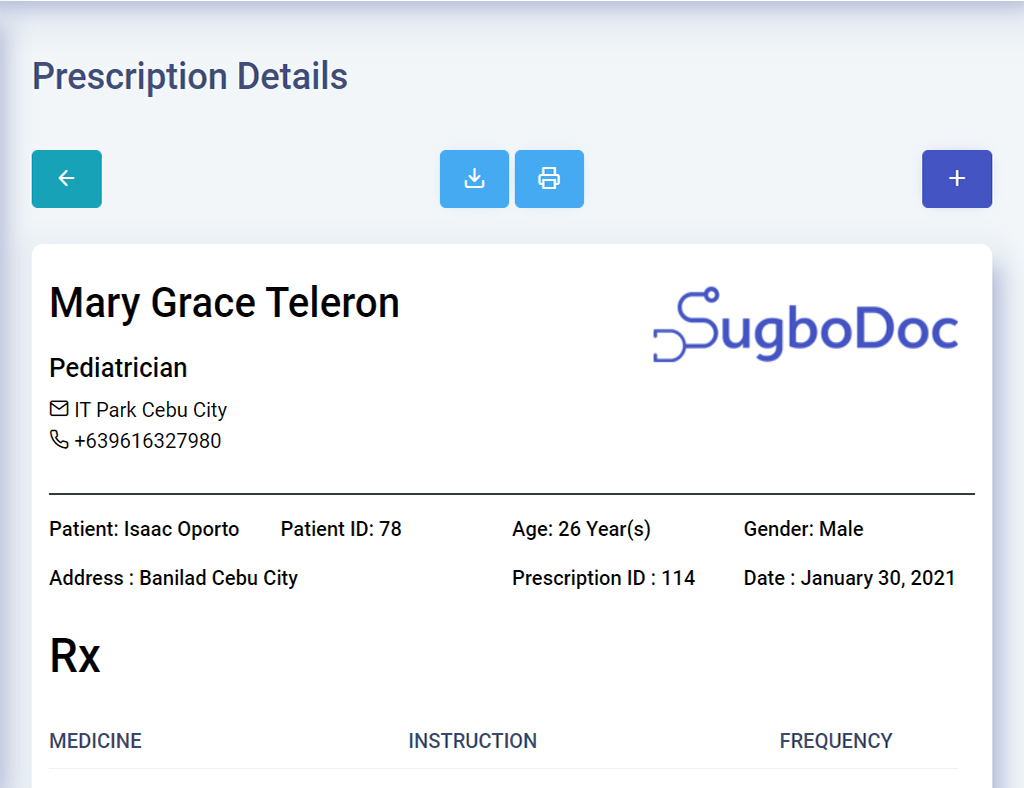 Prescription Details
Mary Grace Teleron
SugboDoc
Pediatrician
IT Park Cebu City
+639616327980
Patient: Isaac Oporto Patient ID: 78 Age: 26 Year(s) Gender: Male
Address : Banilad Cebu City Prescription ID : 114 Date : January 30, 2021
Rx
MEDICINE INSTRUCTION FREQUENCY